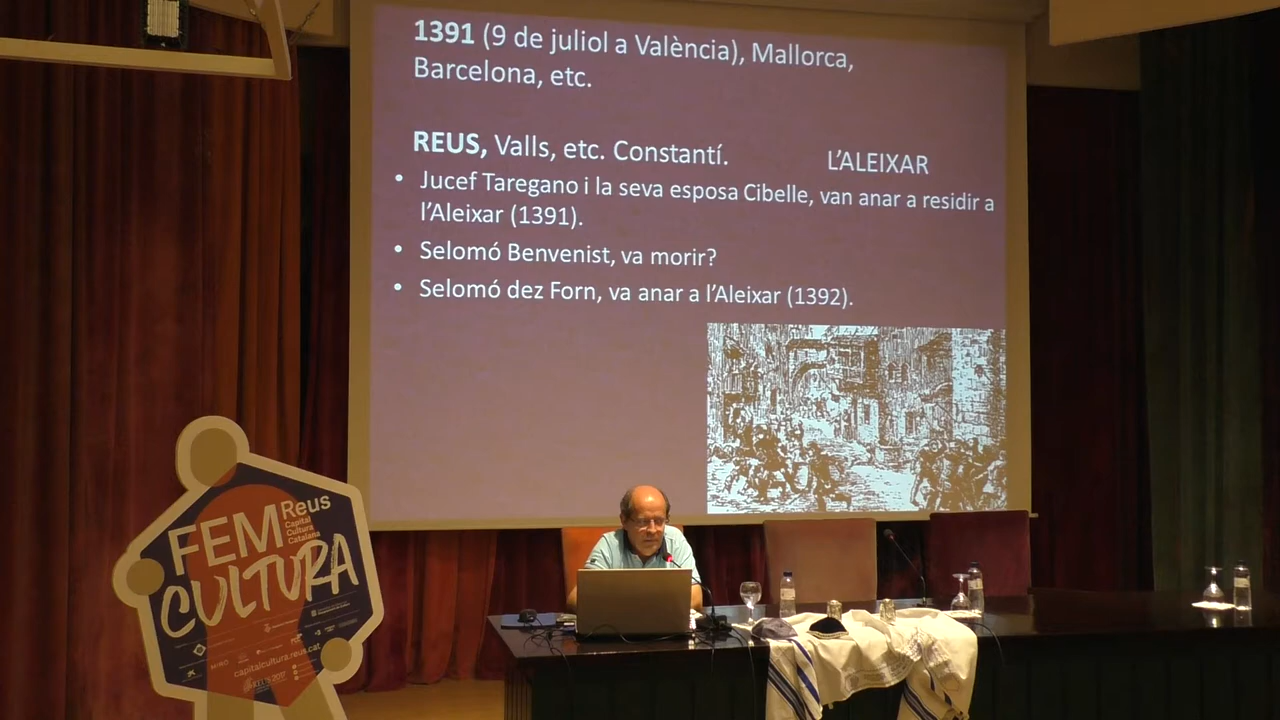 1391 (9 de juliol a València), Mallorca,
Barcelona, etc.
REUS, Valls, etc. Constantí.
L'ALEIXAR
• Jucef Taregano i la seva esposa Cibelle, van anar a residir a
l'Aleixar (1391).
• Selomó Benvenist, va morir?
• Selomó dez Forn, va anar a l'Aleixar (1392).
FEM
CULTURA
Reus
Capital
Cultura
Catalana
capitalcultura.reus.cat